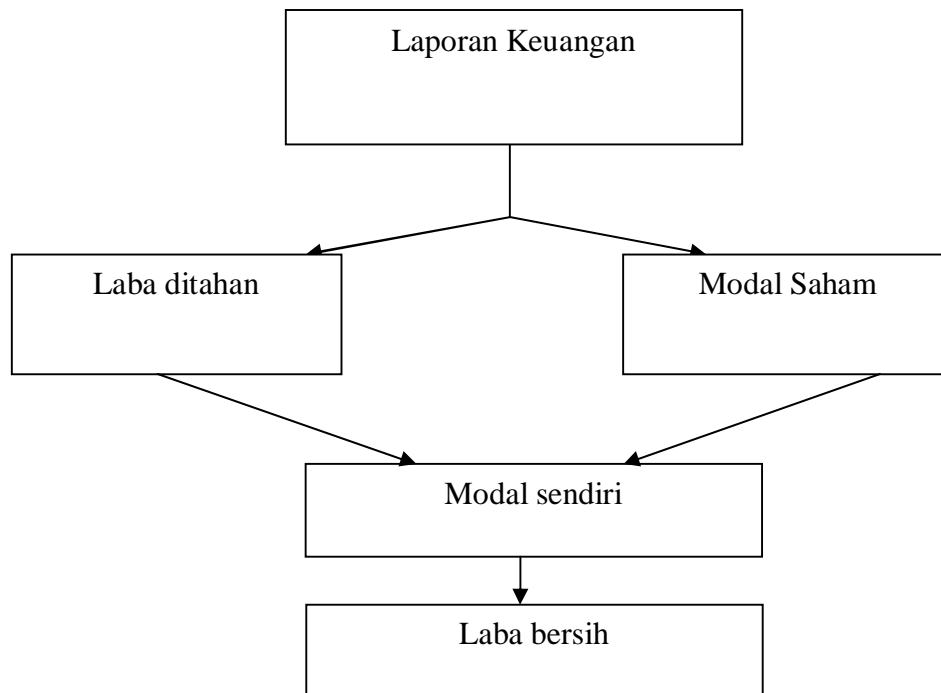 Laporan Keuangan
Laba ditahan
Modal Saham
Modal sendiri
Laba bersih